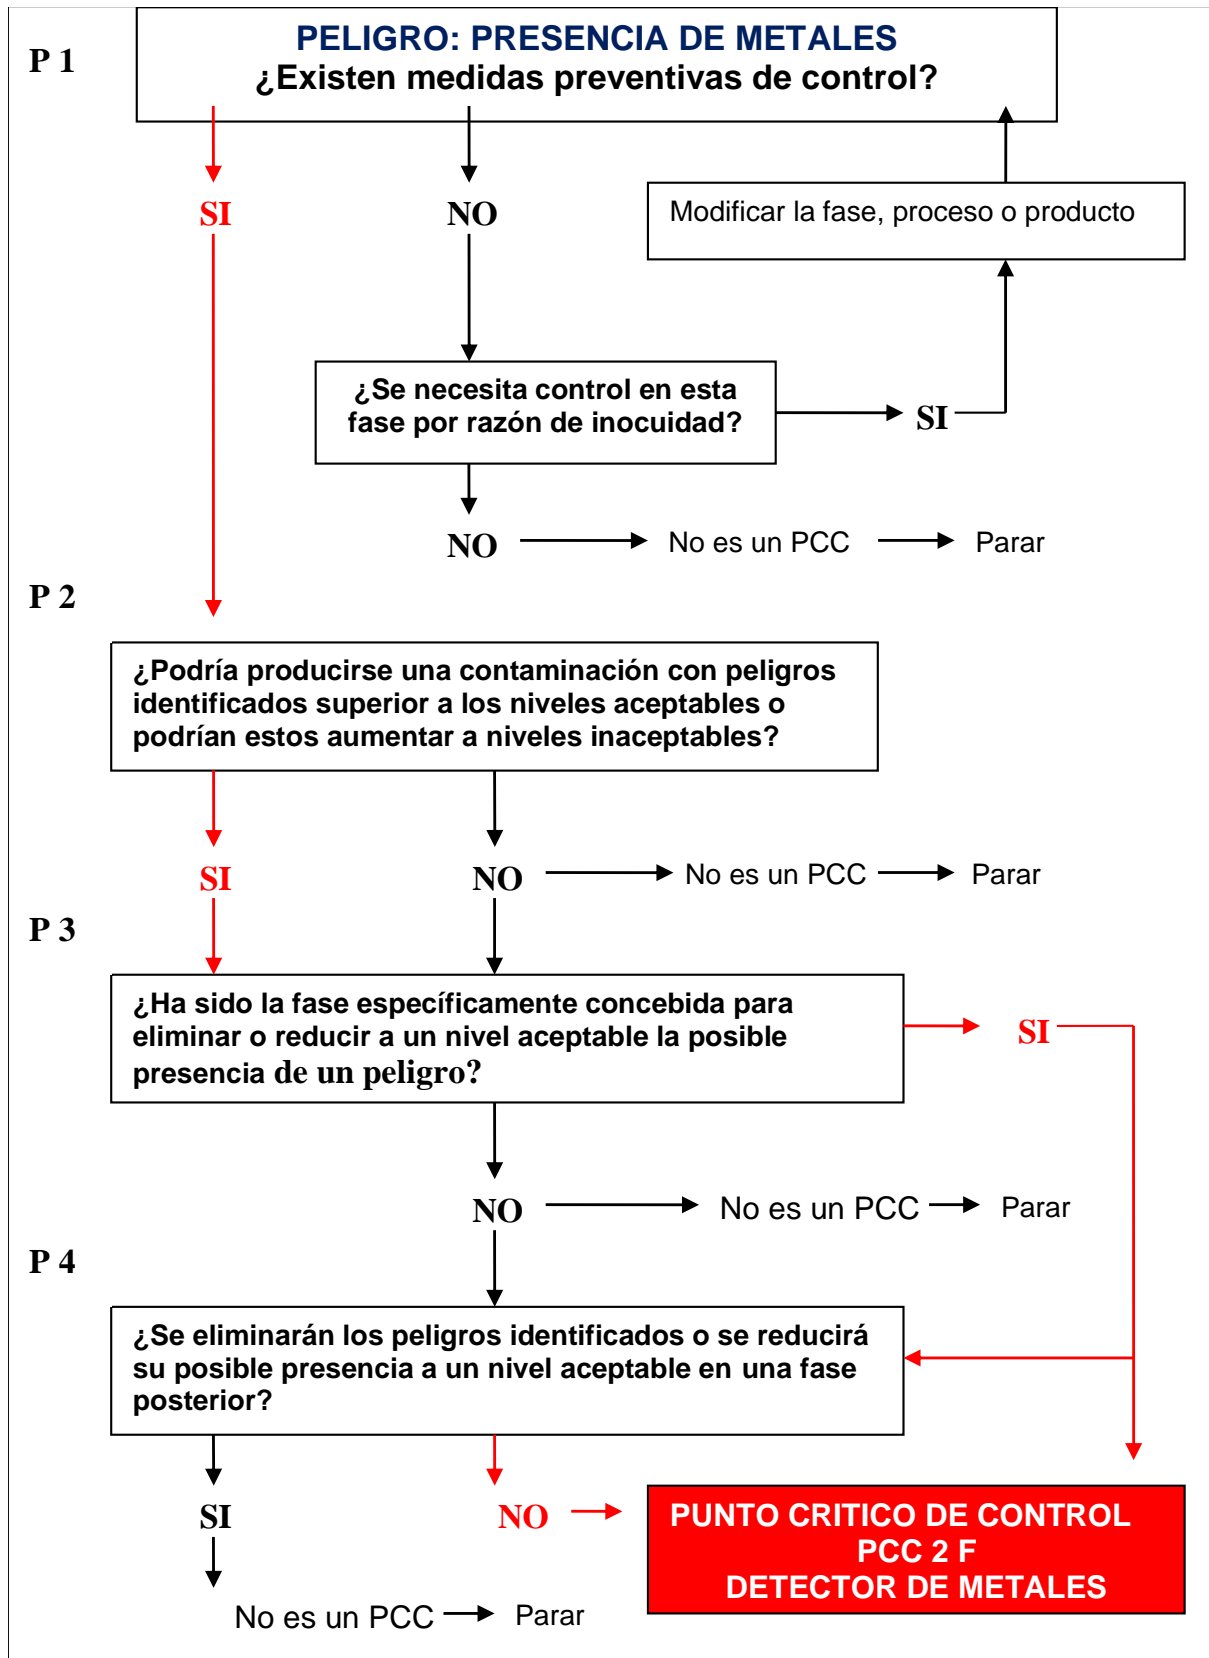 P 1
PELIGRO: PRESENCIA DE METALES
¿Existen medidas preventivas de control?
SI
NO
Modificar la fase, proceso o producto
¿Se necesita control en esta
fase por razón de inocuidad?
SI
NO
No es un PCC
Parar
P 2
¿Podría producirse una contaminación con peligros
identificados superior a los niveles aceptables o
podrían estos aumentar a niveles inaceptables?
SI
NO
No es un PCC
Parar
P 3
¿Ha sido la fase específicamente concebida para
eliminar o reducir a un nivel aceptable la posible
presencia de un peligro?
SI
NO
No es un PCC
Parar
P 4
¿Se eliminarán los peligros identificados o se reducirá
su posible presencia a un nivel aceptable en una fase
posterior?
SI
NO
PUNTO CRITICO DE CONTROL
PCC 2 F
DETECTOR DE METALES
No es un PCC
Parar